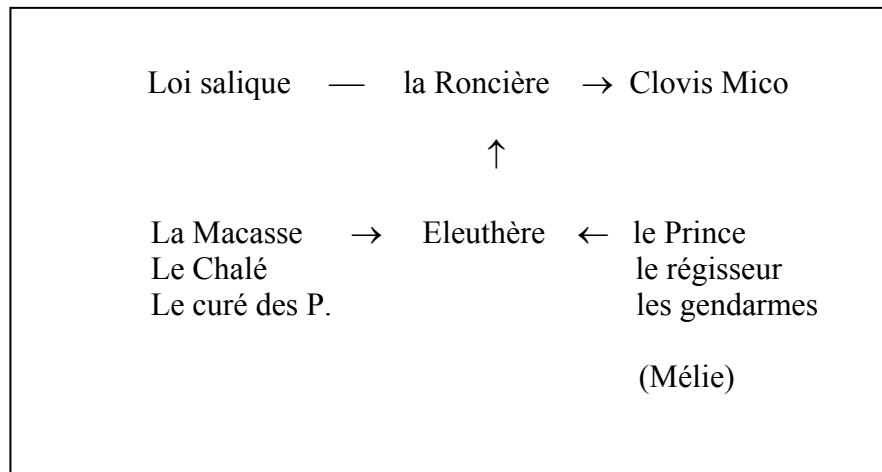 Loi salique — la Roncière → Clovis Mico
↑
La Macasse → Eleuthère ← le Prince
Le Chalé le régisseur
Le curé des P. les gendarmes
(Mélie)